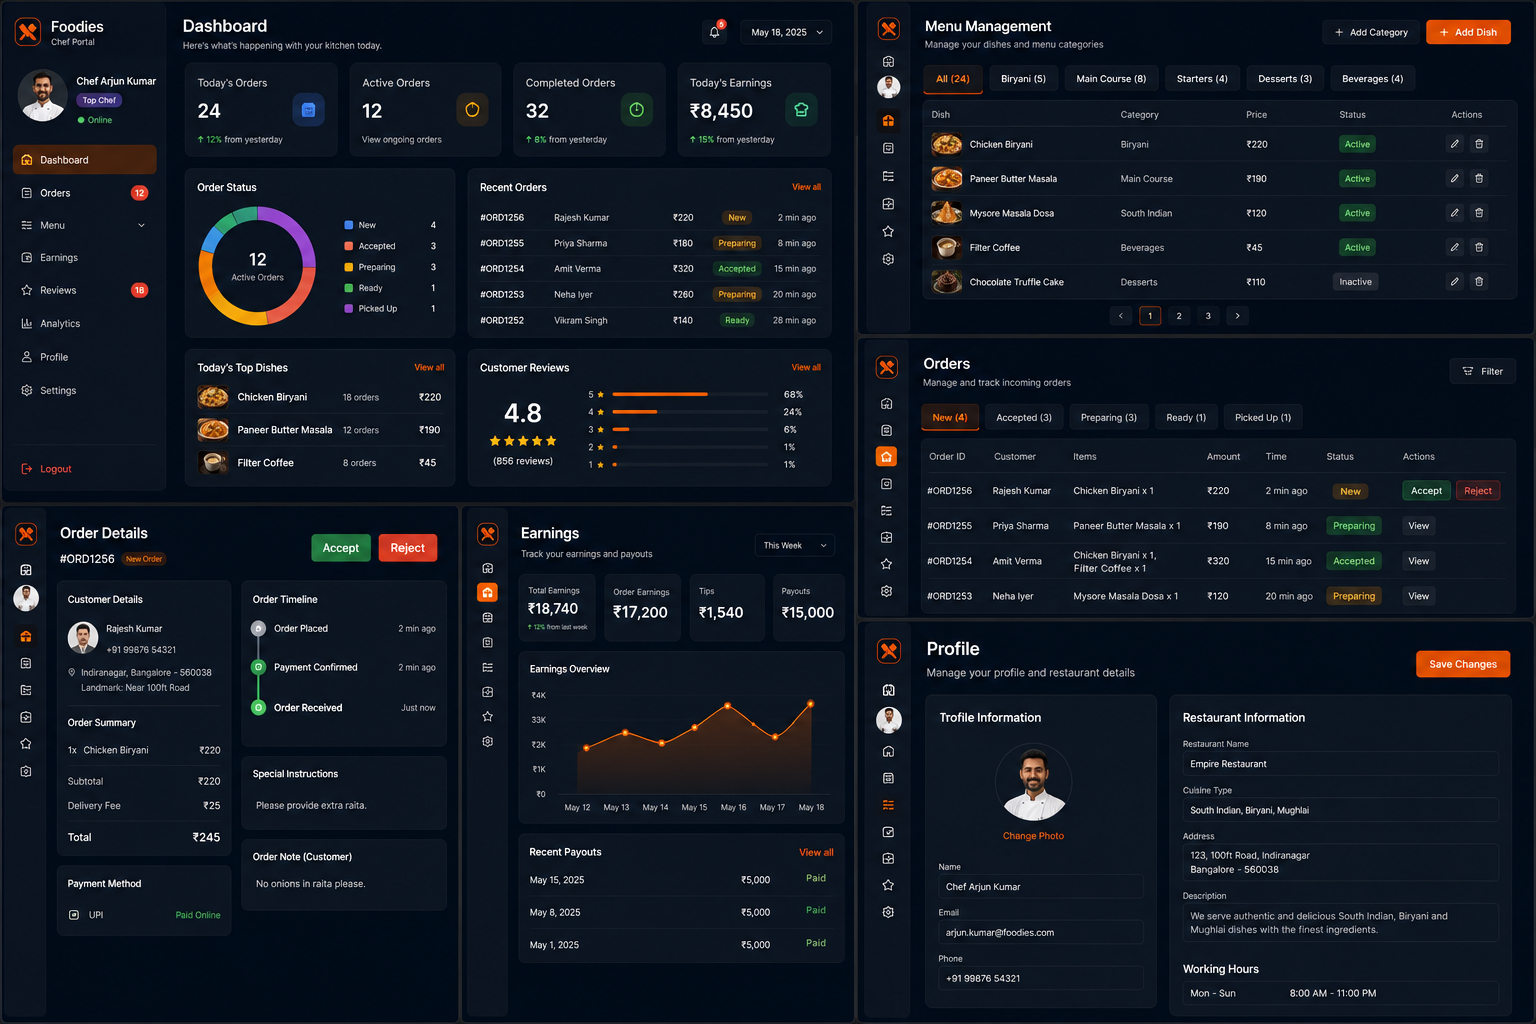 Foodies
Chef Portal
Chef Arjun Kumar
Top Chef
Online
Dashboard
Orders 12
Menu
Earnings
Reviews 18
Analytics
Profile
Settings
Logout
Dashboard
Here's what's happening with your kitchen today.
5
May 18, 2025
Today's Orders
24
↑ 12% from yesterday
Active Orders
12
View ongoing orders
Completed Orders
32
↑ 8% from yesterday
Today's Earnings
₹8,450
↑ 15% from yesterday
Order Status
12
Active Orders
New 4
Accepted 3
Preparing 3
Ready 1
Picked Up 1
Recent Orders View all
#ORD1256 Rajesh Kumar ₹220 New 2 min ago
#ORD1255 Priya Sharma ₹180 Preparing 8 min ago
#ORD1254 Amit Verma ₹320 Accepted 15 min ago
#ORD1253 Neha Iyer ₹260 Preparing 20 min ago
#ORD1252 Vikram Singh ₹140 Ready 28 min ago
Today's Top Dishes View all
Chicken Biryani 18 orders ₹220
Paneer Butter Masala 12 orders ₹190
Filter Coffee 8 orders ₹45
Customer Reviews View all
4.8
(856 reviews)
5 ★ 68%
4 ★ 24%
3 ★ 6%
2 ★ 1%
1 ★ 1%
Menu Management
Manage your dishes and menu categories
+ Add Category
+ Add Dish
All (24) Biryani (5) Main Course (8) Starters (4) Desserts (3) Beverages (4)
Dish Category Price Status Actions
Chicken Biryani Biryani ₹220 Active
Paneer Butter Masala Main Course ₹190 Active
Mysore Masala Dosa South Indian ₹120 Active
Filter Coffee Beverages ₹45 Active
Chocolate Truffle Cake Desserts ₹110 Inactive
< 1 2 3 >
Orders
Manage and track incoming orders
Filter
New (4) Accepted (3) Preparing (3) Ready (1) Picked Up (1)
Order ID Customer Items Amount Time Status Actions
#ORD1256 Rajesh Kumar Chicken Biryani x 1 ₹220 2 min ago New Accept Reject
#ORD1255 Priya Sharma Paneer Butter Masala x 1 ₹190 8 min ago Preparing View
#ORD1254 Amit Verma Chicken Biryani x 1, ₹320 15 min ago Accepted View
Filter Coffee x 1
#ORD1253 Neha Iyer Mysore Masala Dosa x 1 ₹120 20 min ago Preparing View
Order Details
#ORD1256 New Order
Accept
Reject
Customer Details
Rajesh Kumar
+91 99876 54321
Indiranagar, Bangalore - 560038
Landmark: Near 100ft Road
Order Summary
1x Chicken Biryani ₹220
Subtotal ₹220
Delivery Fee ₹25
Total ₹245
Payment Method
UPI Paid Online
Order Timeline
Order Placed 2 min ago
Payment Confirmed 2 min ago
Order Received Just now
Special Instructions
Please provide extra raita.
Order Note (Customer)
No onions in raita please.
Earnings
Track your earnings and payouts
This Week
Total Earnings
₹18,740
↑ 12% from last week
Order Earnings
₹17,200
Tips
₹1,540
Payouts
₹15,000
Earnings Overview
₹4K
33K
₹2K
₹1K
₹0
May 12 May 13 May 14 May 15 May 16 May 17 May 18
Recent Payouts View all
May 15, 2025 ₹5,000 Paid
May 8, 2025 ₹5,000 Paid
May 1, 2025 ₹5,000 Paid
Profile
Manage your profile and restaurant details
Save Changes
Trofile Information
Change Photo
Name
Chef Arjun Kumar
Email
arjun.kumar@foodies.com
Phone
+91 99876 54321
Restaurant Information
Restaurant Name
Empire Restaurant
Cuisine Type
South Indian, Biryani, Mughlai
Address
123, 100ft Road, Indiranagar
Bangalore - 560038
Description
We serve authentic and delicious South Indian, Biryani and
Mughlai dishes with the finest ingredients.
Working Hours
Mon - Sun 8:00 AM - 11:00 PM